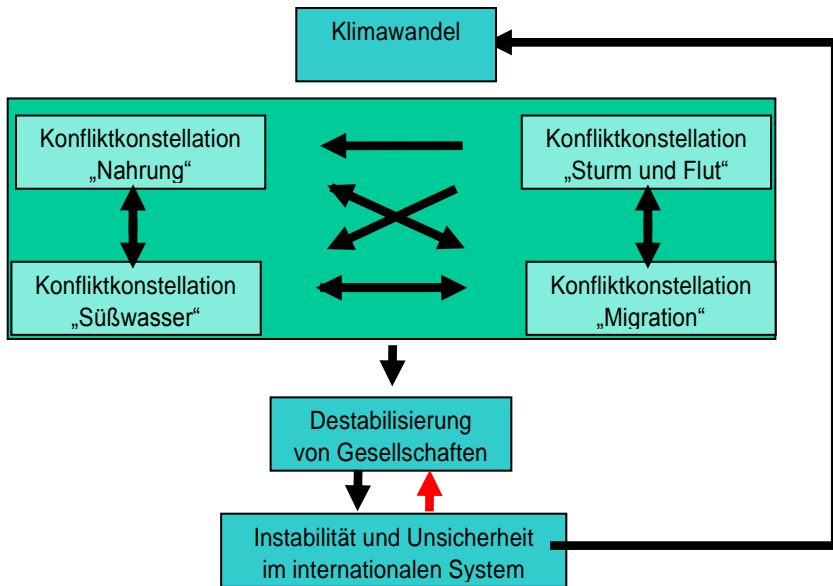 Klimawandel
Konfliktkonstellation
„Nahrung“
Konfliktkonstellation
„Sturm und Flut“
Konfliktkonstellation
„Süßwasser“
Konfliktkonstellation
„Migration“
Destabilisierung
von Gesellschaften
Instabilität und Unsicherheit
im internationalen System